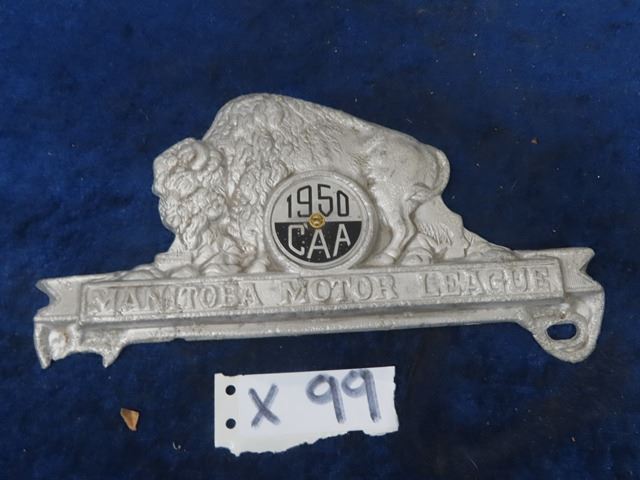 1950
CAA
MANITOBA MOTOR LEAGUE
X 99